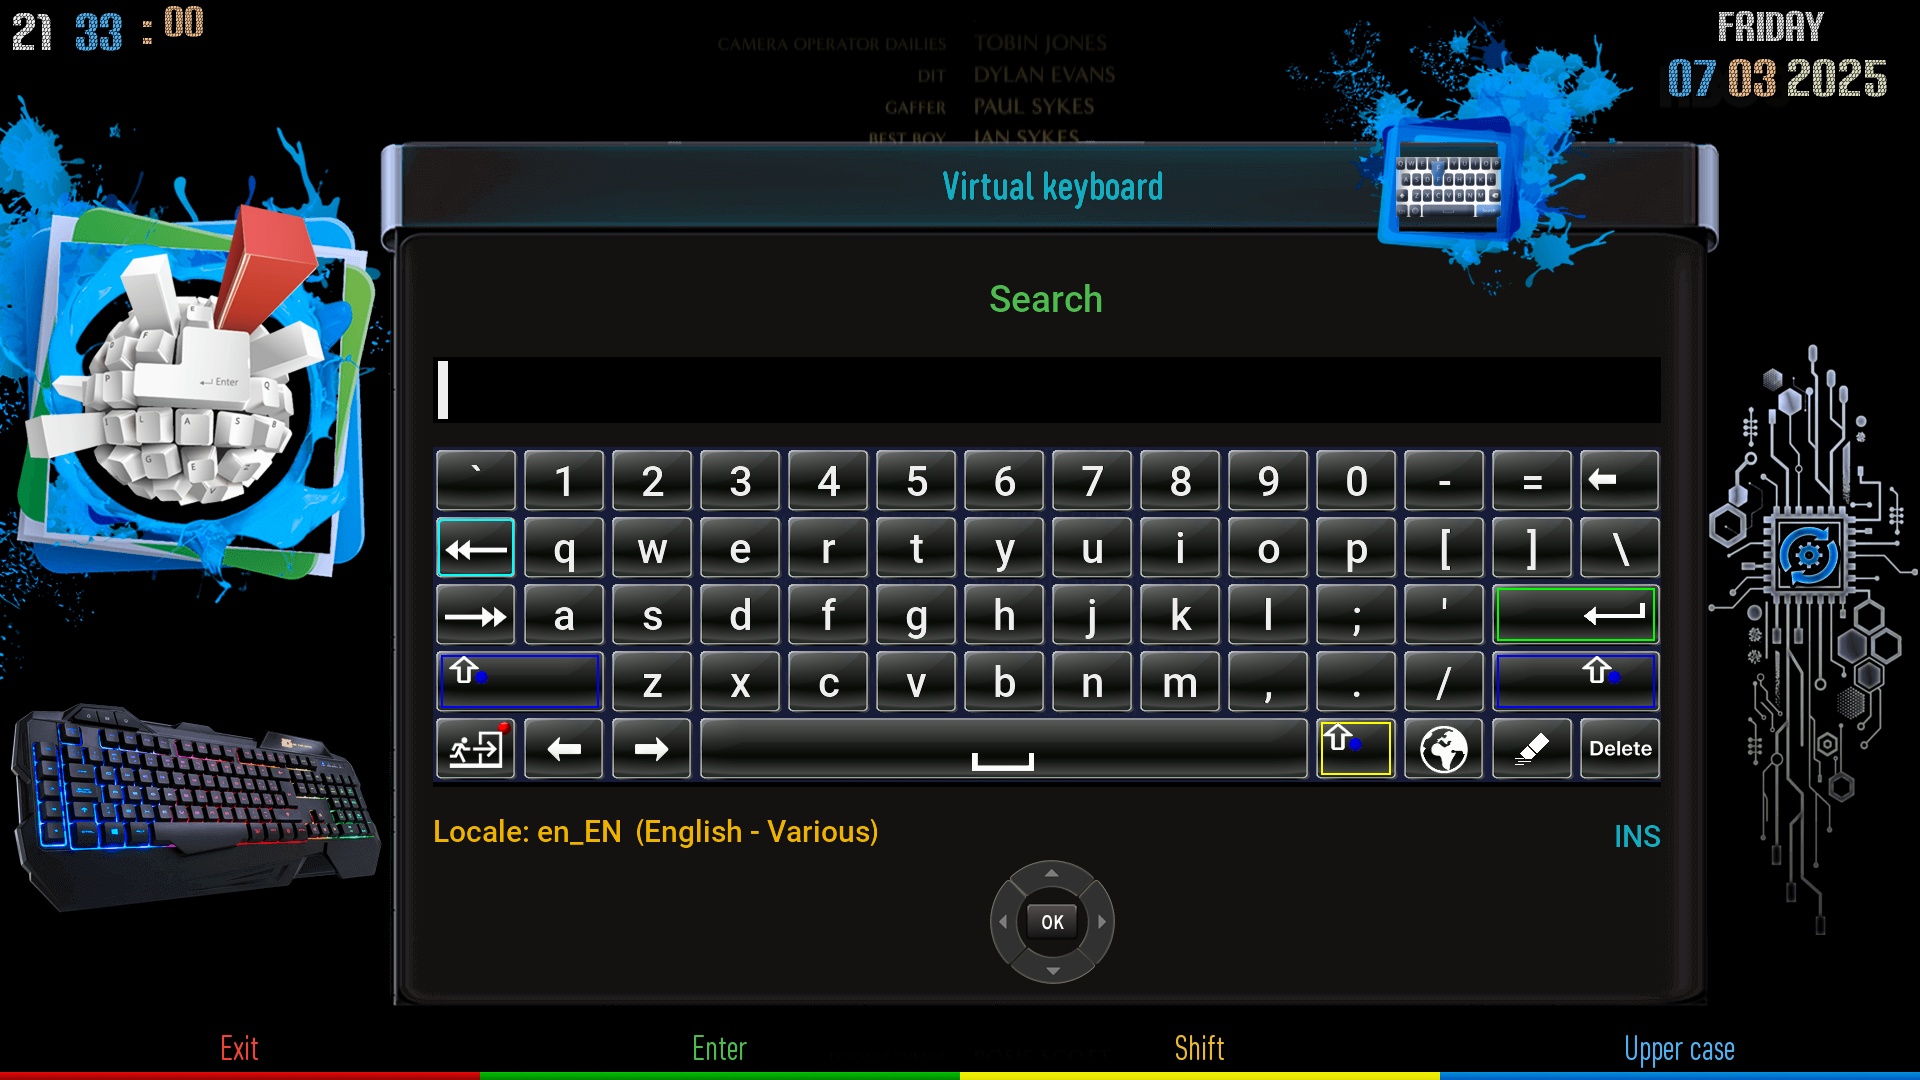 21 33 : 00
FRIDAY
07 03 2025
CAMERA OPERATOR DAILIES TOBIN JONES
DIT DYLAN EVANS
GAFFER PAUL SYKES
BEST BOY IAN SYKES
Virtual keyboard
Search
Enter
` 1 2 3 4 5 6 7 8 9 0 - =
q w e r t y u i o p [ ] \
a s d f g h j k l ; '
z x c v b n m , . /
Delete
Locale: en_EN (English - Various)
INS
OK
Exit Enter Shift Upper case